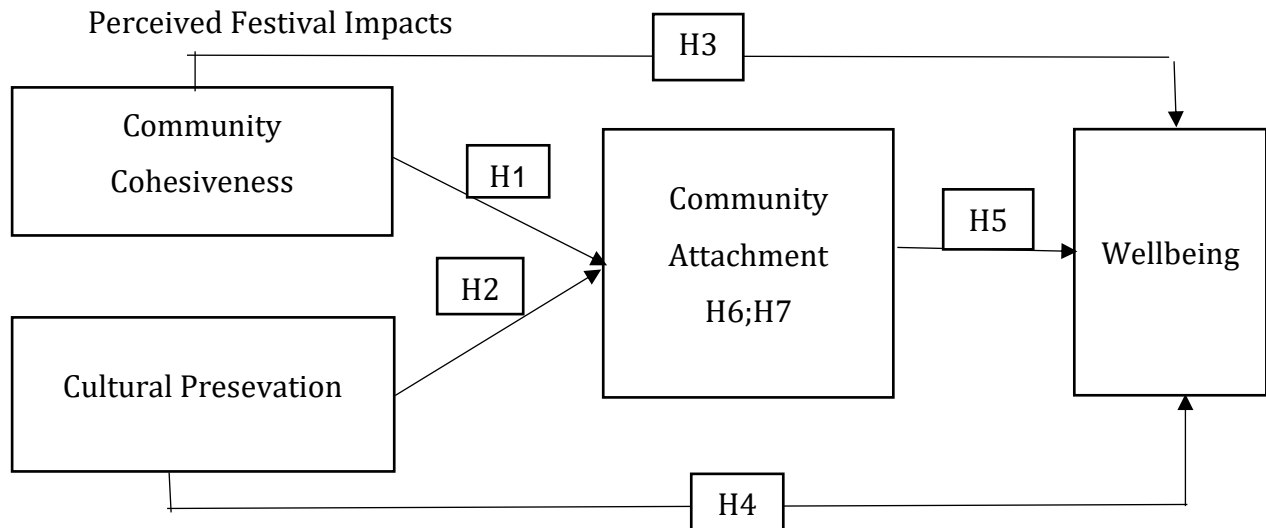 Perceived Festival Impacts
H3
Community
Cohesiveness
H1
Community
Attachment
H6;H7
H5
Wellbeing
H2
Cultural Presevation
H4